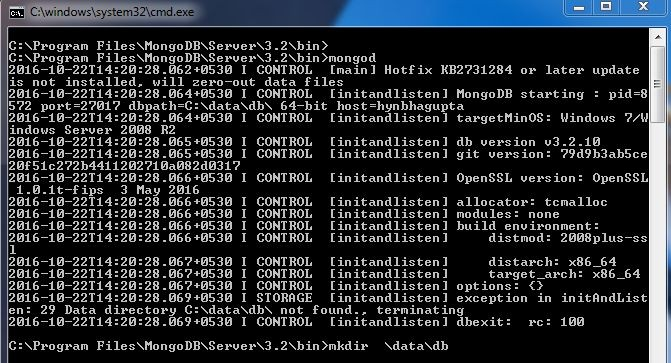 C:\windows\system32\cmd.exe
C:\Program Files\MongoDB\Server\3.2\bin>
C:\Program Files\MongoDB\Server\3.2\bin>mongod
2016-10-22T14:20:28.062+0530 I CONTROL  [main] Hotfix KB2731284 or later update
is not installed, will zero-out data files
2016-10-22T14:20:28.064+0530 I CONTROL  [initandlisten] MongoDB starting : pid=8
572 port=27017 dbpath=C:\data\db\ 64-bit host=hynbhagupta
2016-10-22T14:20:28.064+0530 I CONTROL  [initandlisten] targetMinOS: Windows 7/W
indows Server 2008 R2
2016-10-22T14:20:28.065+0530 I CONTROL  [initandlisten] db version v3.2.10
2016-10-22T14:20:28.065+0530 I CONTROL  [initandlisten] git version: 79d9b3ab5ce
20f51c272b4411202710a082d0317
2016-10-22T14:20:28.066+0530 I CONTROL  [initandlisten] OpenSSL version: OpenSSL
 1.0.1t-fips  3 May 2016
2016-10-22T14:20:28.066+0530 I CONTROL  [initandlisten] allocator: tcmalloc
2016-10-22T14:20:28.066+0530 I CONTROL  [initandlisten] modules: none
2016-10-22T14:20:28.066+0530 I CONTROL  [initandlisten] build environment:
2016-10-22T14:20:28.066+0530 I CONTROL  [initandlisten]     distmod: 2008plus-ss
l
2016-10-22T14:20:28.067+0530 I CONTROL  [initandlisten]     distarch: x86_64
2016-10-22T14:20:28.067+0530 I CONTROL  [initandlisten]     target_arch: x86_64
2016-10-22T14:20:28.067+0530 I CONTROL  [initandlisten] options: {}
2016-10-22T14:20:28.069+0530 I STORAGE  [initandlisten] exception in initAndList
en: 29 Data directory C:\data\db\ not found., terminating
2016-10-22T14:20:28.069+0530 I CONTROL  [initandlisten] dbexit:  rc: 100
C:\Program Files\MongoDB\Server\3.2\bin>mkdir  \data\db